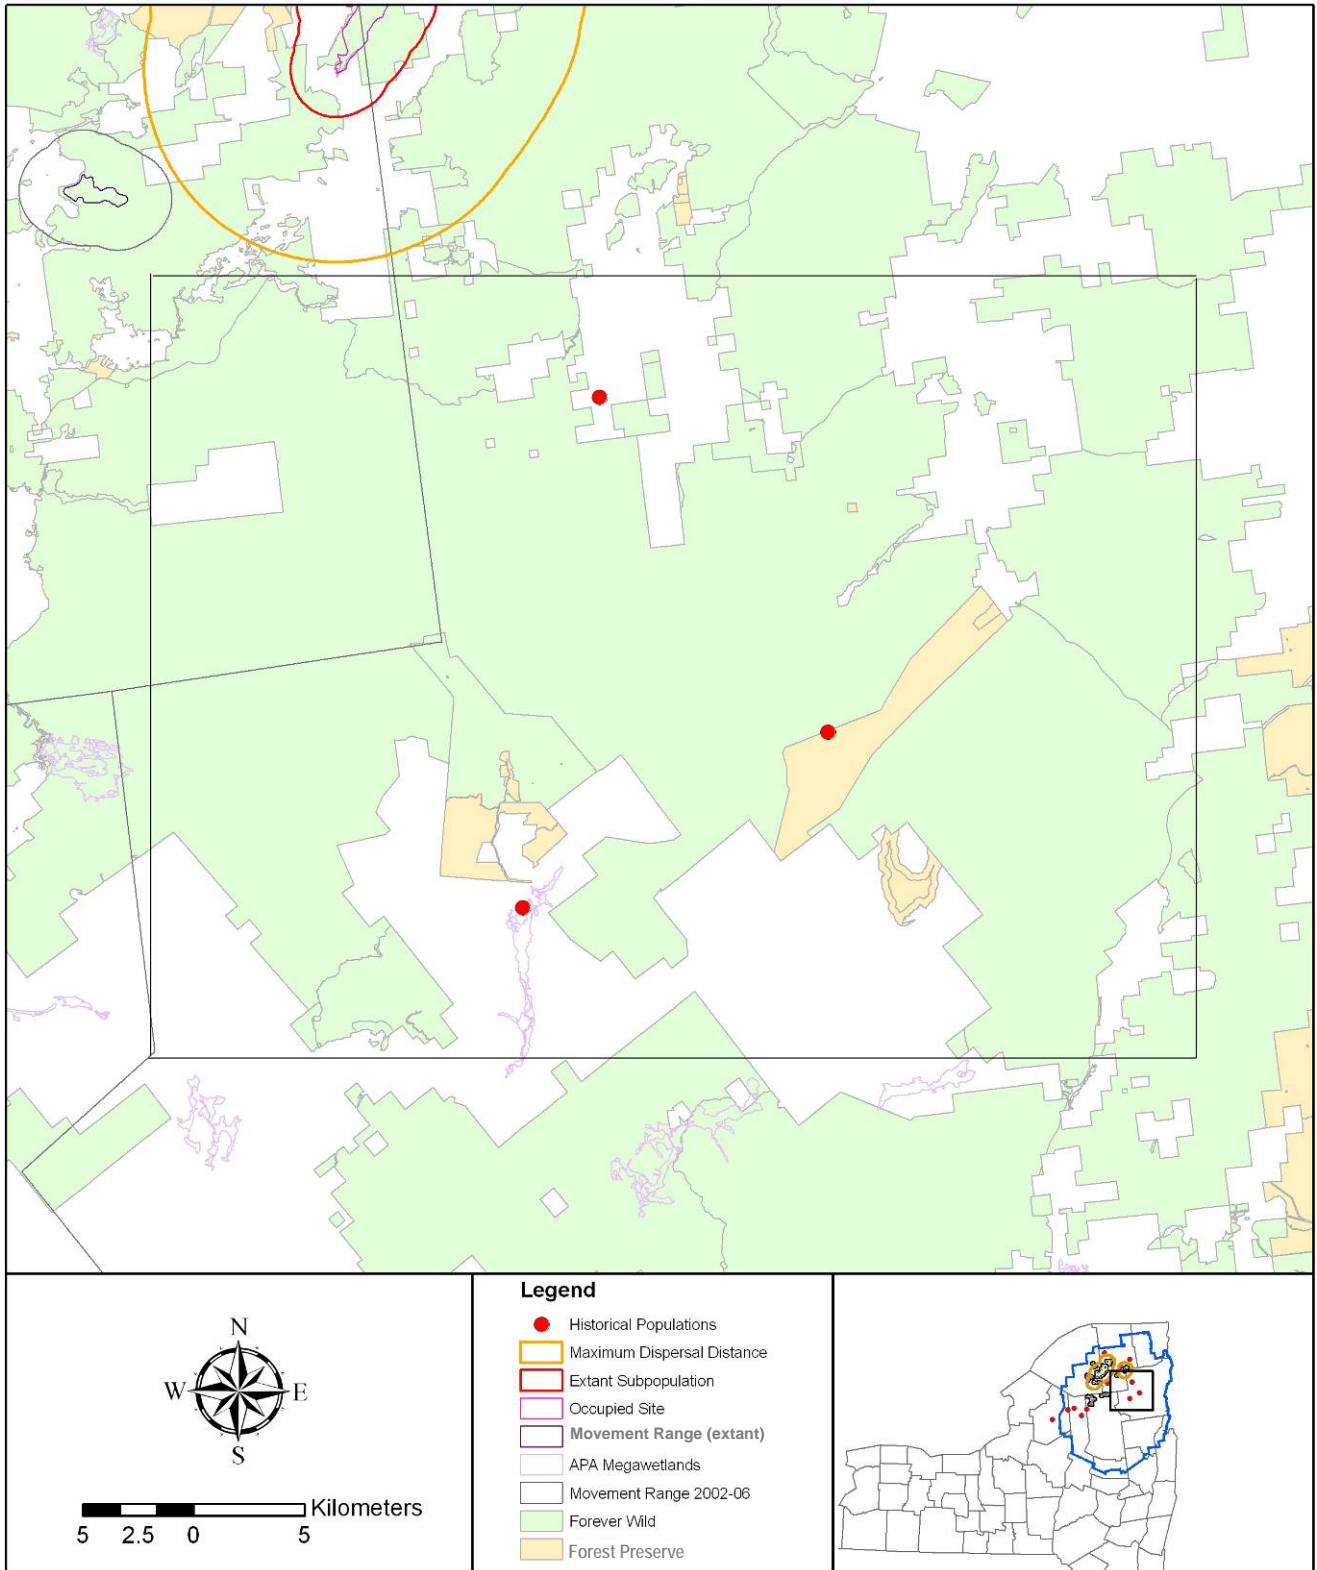 N
W E
S
Kilometers
5 2.5 0 5
Legend
Historical Populations
Maximum Dispersal Distance
Extant Subpopulation
Occupied Site
Movement Range (extant)
APA Megawetlands
Movement Range 2002-06
Forever Wild
Forest Preserve